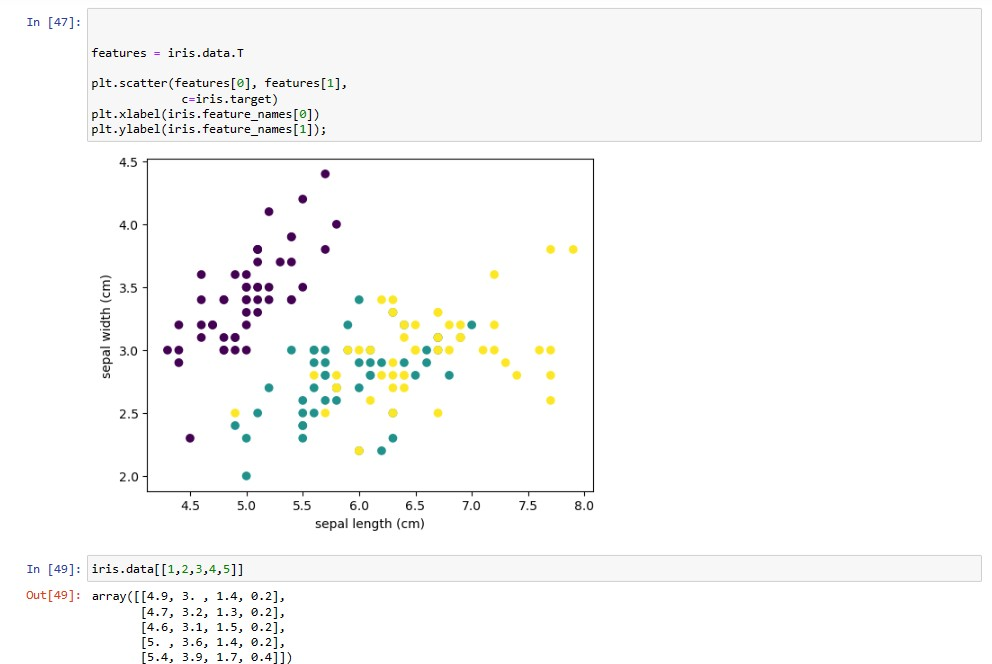 In [47]:
features = iris.data.T
plt.scatter(features[0], features[1],
            c=iris.target)
plt.xlabel(iris.feature_names[0])
plt.ylabel(iris.feature_names[1]);
4.5
4.0
3.5
3.0
2.5
2.0
sepal width (cm)
4.5 5.0 5.5 6.0 6.5 7.0 7.5 8.0
sepal length (cm)
In [49]: iris.data[[1,2,3,4,5]]
Out[49]: array([[4.9, 3. , 1.4, 0.2],
       [4.7, 3.2, 1.3, 0.2],
       [4.6, 3.1, 1.5, 0.2],
       [5. , 3.6, 1.4, 0.2],
       [5.4, 3.9, 1.7, 0.4]])